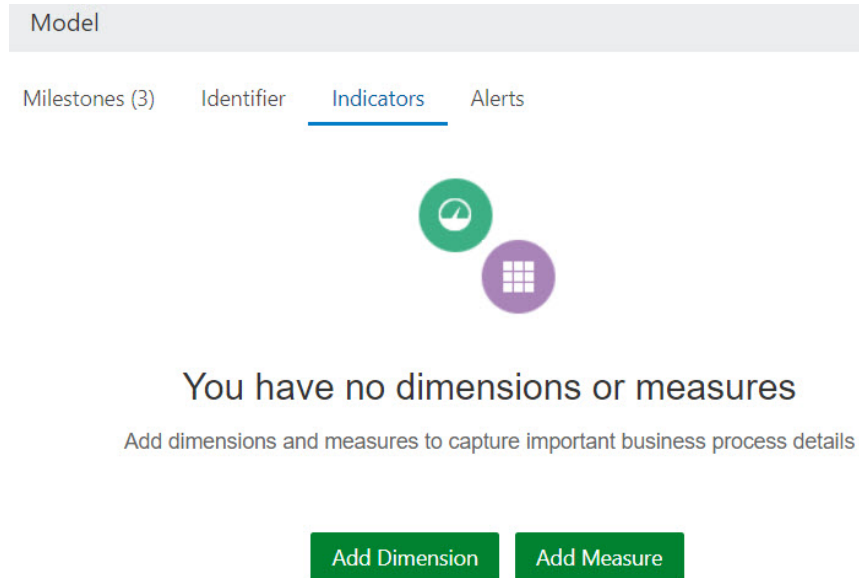 Model
Milestones (3) Identifier Indicators Alerts
You have no dimensions or measures
Add dimensions and measures to capture important business process details
Add Dimension Add Measure